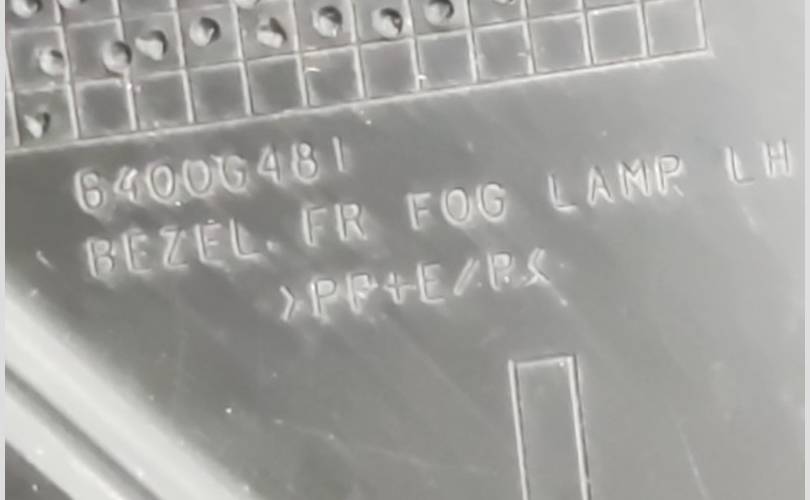 6400G481
BEZEL. FR FOG LAMP LH
>PP+E/P<